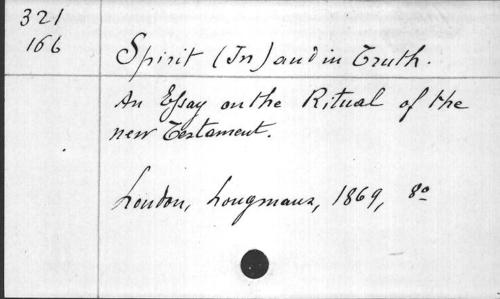 321
166
Spirit (In) and in Truth.
An Essay on the Ritual of the
new Testament.
London, Longmans, 1869, 8o